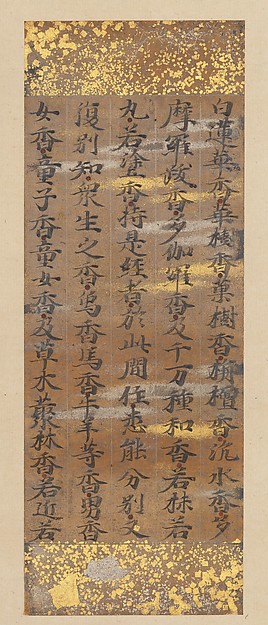 白蓮華香華樹香菓樹香栴檀香沉水香多
摩羅跋香多伽羅香及千万種和香若抹若
丸若塗香持是經者於此間住悉能分別又
復別知衆生之香象香馬香牛羊等香男香
女香童子香童女香及草木叢林香若近若